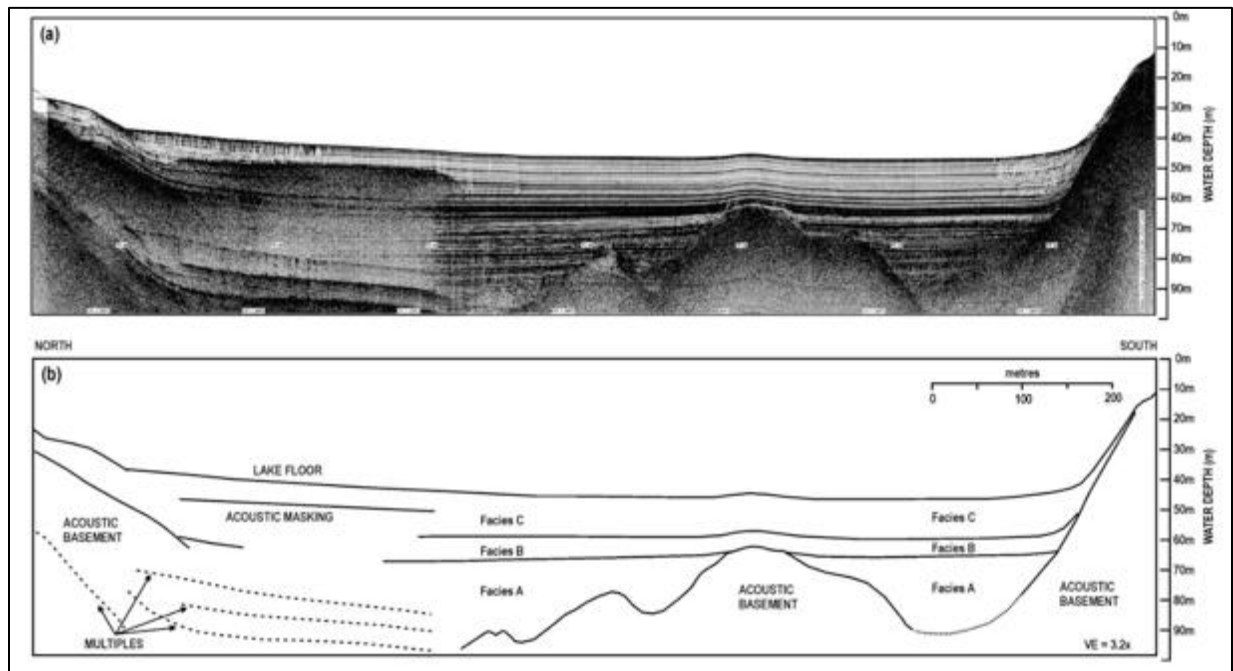 (a)
0m
10m
20m
30m
40m
50m
60m
70m
80m
90m
WATER DEPTH (m)
NORTH
SOUTH
(b)
metres
0 100 200
0m
10m
20m
30m
40m
50m
60m
70m
80m
90m
WATER DEPTH (m)
LAKE FLOOR
ACOUSTIC MASKING
ACOUSTIC
BASEMENT
Facies C
Facies C
Facies B
Facies B
Facies A
Facies A
ACOUSTIC
BASEMENT
ACOUSTIC
BASEMENT
MULTIPLES
VE = 3.2x